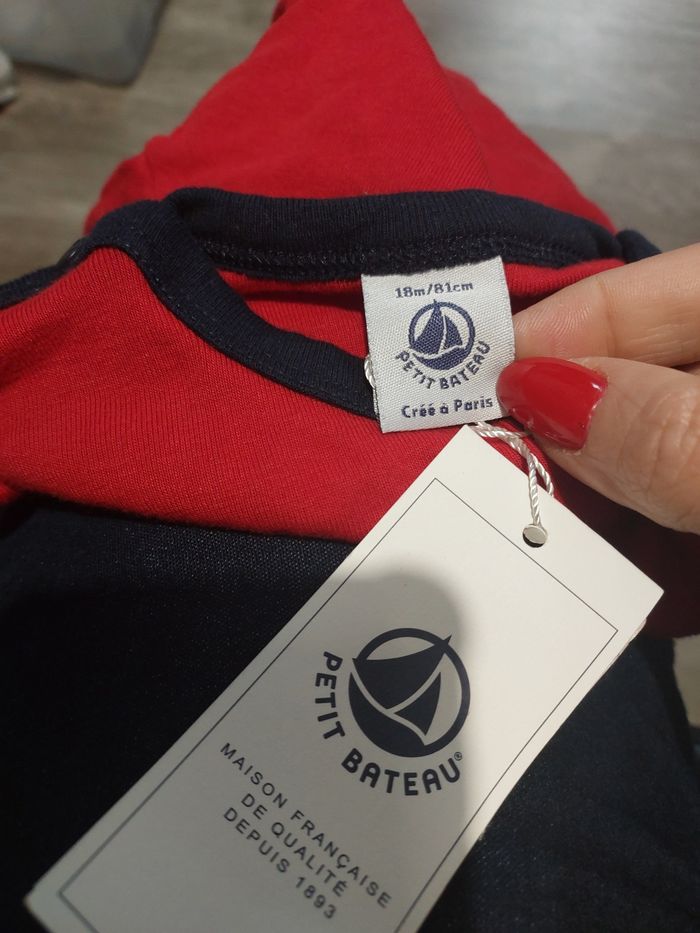 18m/81cm
PETIT BATEAU
Créé à Paris
PETIT BATEAU®
MAISON FRANÇAISE
DE QUALITÉ
DEPUIS 1893